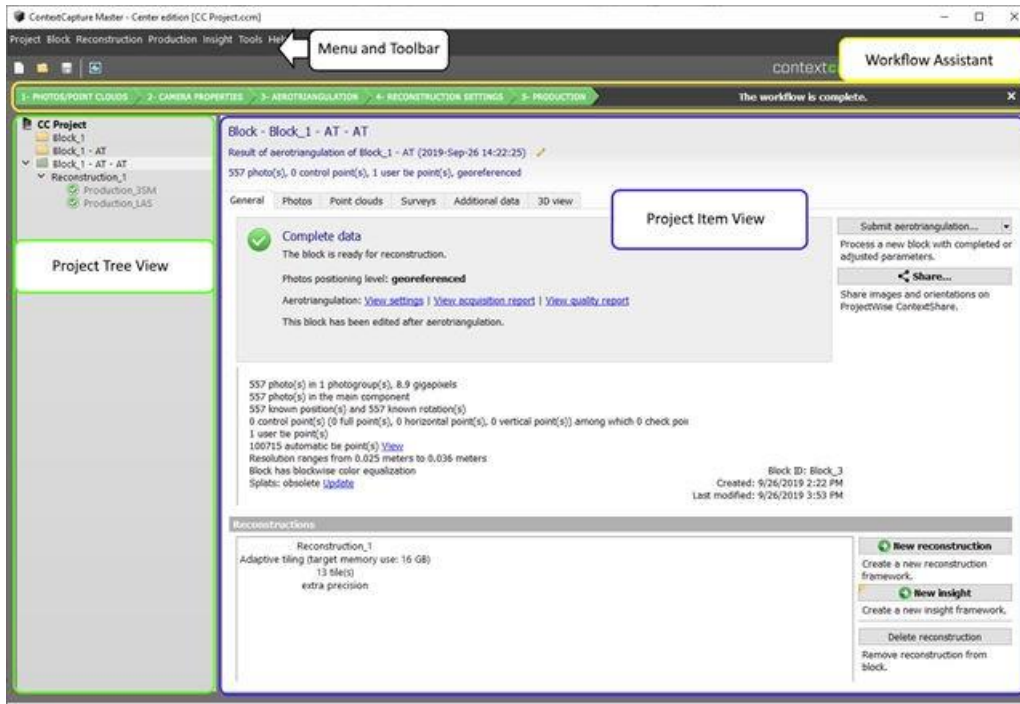 ContextCapture Master - Center edition [CC Project.ccm]
Project Block Reconstruction Production Insight Tools
Menu and Toolbar
Workflow Assistant
1- PHOTOS/POINT CLOUDS 2- CAMERA PROPERTIES 3- AEROTRIANGULATION 4- RECONSTRUCTION SETTINGS 5- PRODUCTION The workflow is complete.
CC Project
Block_1
Block_1 - AT
Block_1 - AT - AT
Reconstruction_1
Production_3SM
Production_LAS
Project Tree View
Block - Block_1 - AT - AT
Result of aerotriangulation of Block_1 - AT (2019-Sep-26 14:22:25)
557 photo(s), 0 control point(s), 1 user tie point(s), georeferenced
General Photos Point clouds Surveys Additional data 3D view
Project Item View
Complete data
The block is ready for reconstruction.
Photos positioning level: georeferenced
Aerotriangulation: View settings | View acquisition report | View quality report
This block has been edited after aerotriangulation.
Submit aerotriangulation...
Process a new block with completed or
adjusted parameters.
Share...
Share images and orientations on
ProjectWise ContextShare.
557 photo(s) in 1 photogroup(s), 8.9 gigapixels
557 photo(s) in the main component
557 known position(s) and 557 known rotation(s)
0 control point(s) (0 full point(s), 0 horizontal point(s), 0 vertical point(s)) among which 0 check poi
1 user tie point(s)
100715 automatic tie point(s) View
Resolution ranges from 0.025 meters to 0.036 meters
Block has blockwise color equalization
Splats: obsolete Update
Block ID: Block_3
Created: 9/26/2019 2:22 PM
Last modified: 9/26/2019 3:53 PM
Reconstructions
Reconstruction_1
Adaptive tiling (target memory use: 16 GB)
13 tile(s)
extra precision
New reconstruction
Create a new reconstruction
framework.
New insight
Create a new insight framework.
Delete reconstruction
Remove reconstruction from
block.